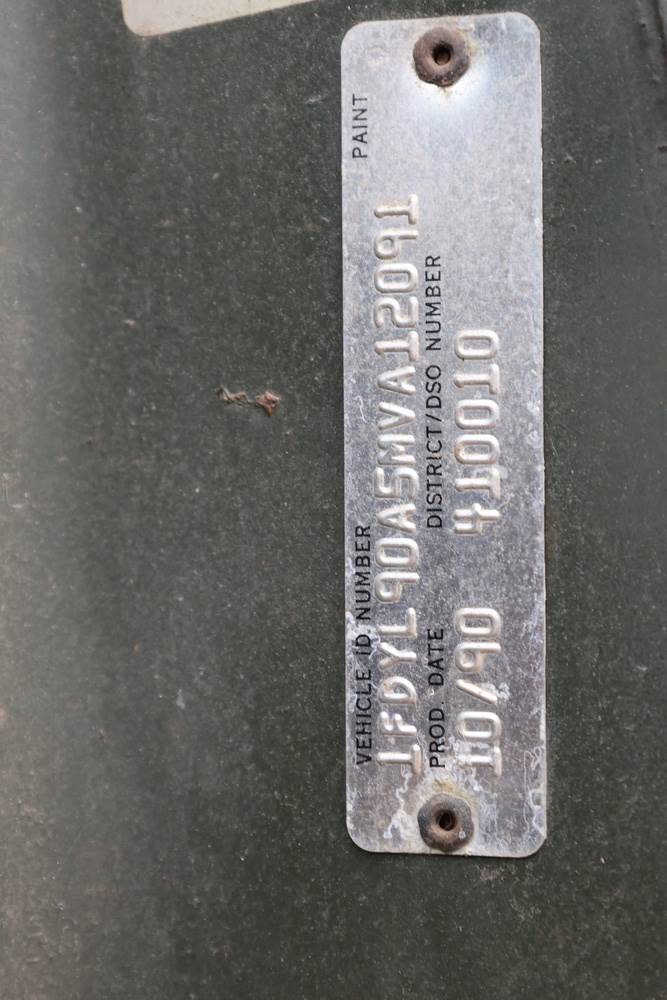 VEHICLE ID NUMBER PAINT
1FDYL90A5MVA12091
PROD. DATE DISTRICT/DSO NUMBER
10/90 410010